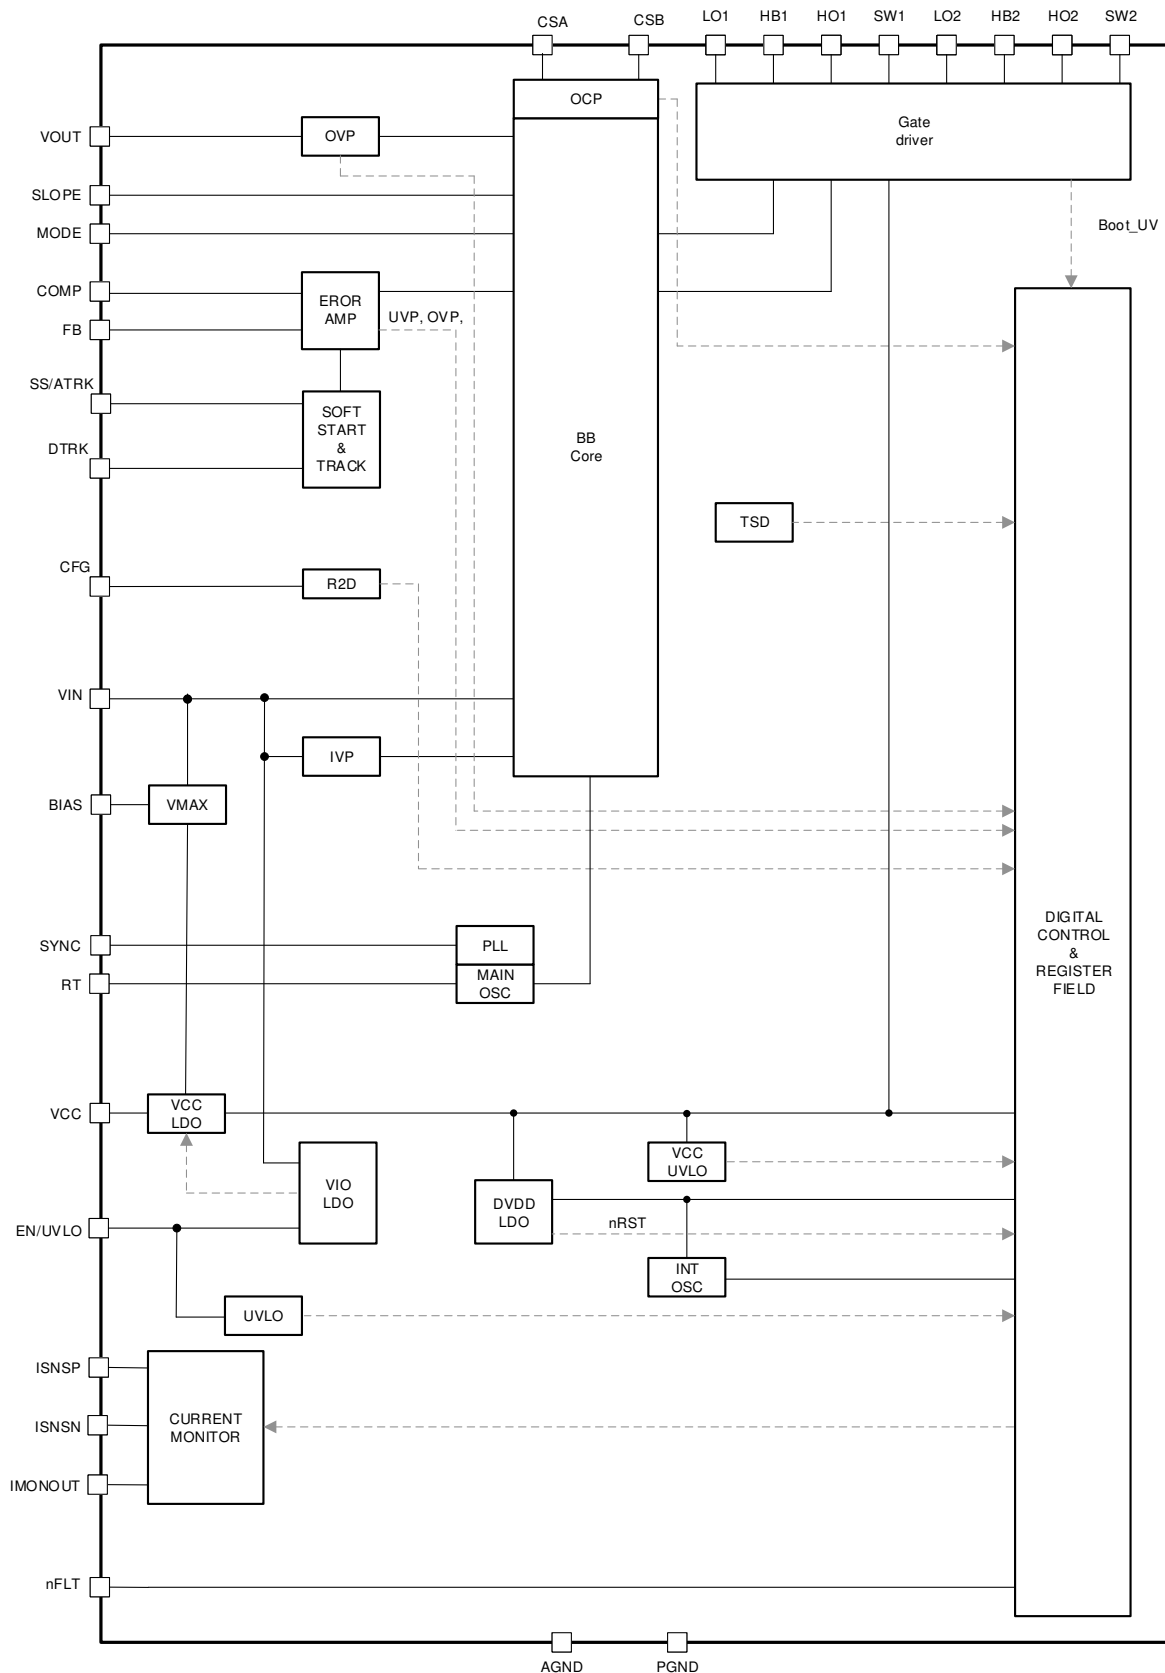 CSA
CSB
LO1
HB1
HO1
SW1
LO2
HB2
HO2
SW2
OCP
Gate
driver
VOUT
OVP
SLOPE
MODE
Boot_UV
COMP
EROR
AMP
UVP, OVP,
FB
SS/ATRK
SOFT
START
&
TRACK
DTRK
BB
Core
TSD
CFG
R2D
VIN
IVP
BIAS
VMAX
SYNC
PLL
RT
MAIN
OSC
DIGITAL
CONTROL
&
REGISTER
FIELD
VCC
VCC
LDO
VCC
UVLO
VIO
LDO
DVDD
LDO
nRST
EN/UVLO
INT
OSC
UVLO
ISNSP
ISNSN
CURRENT
MONITOR
IMONOUT
nFLT
AGND
PGND